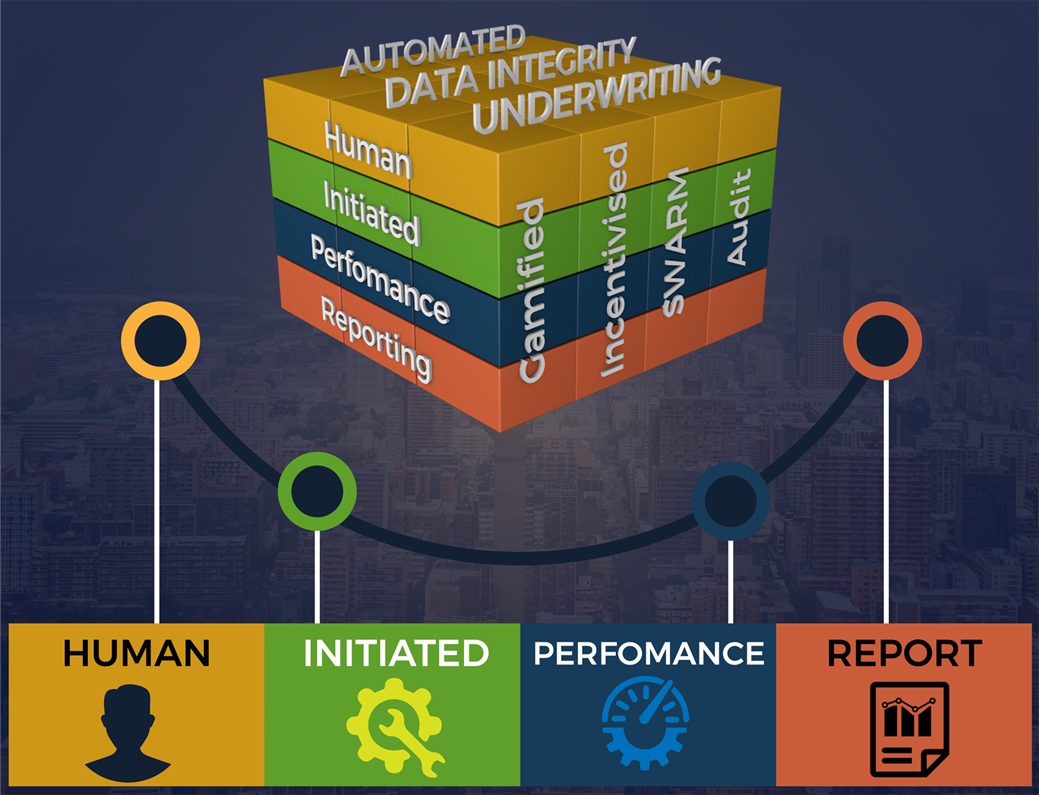 AUTOMATED
DATA INTEGRITY
UNDERWRITING
Human
Initiated
Perfomance
Reporting
Gamified
Incentivised
SWARM
Audit
HUMAN
INITIATED
PERFOMANCE
REPORT